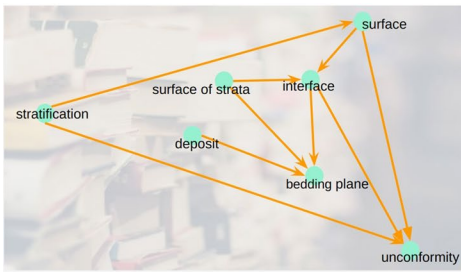 surface
surface of strata
interface
stratification
deposit
bedding plane
unconformity